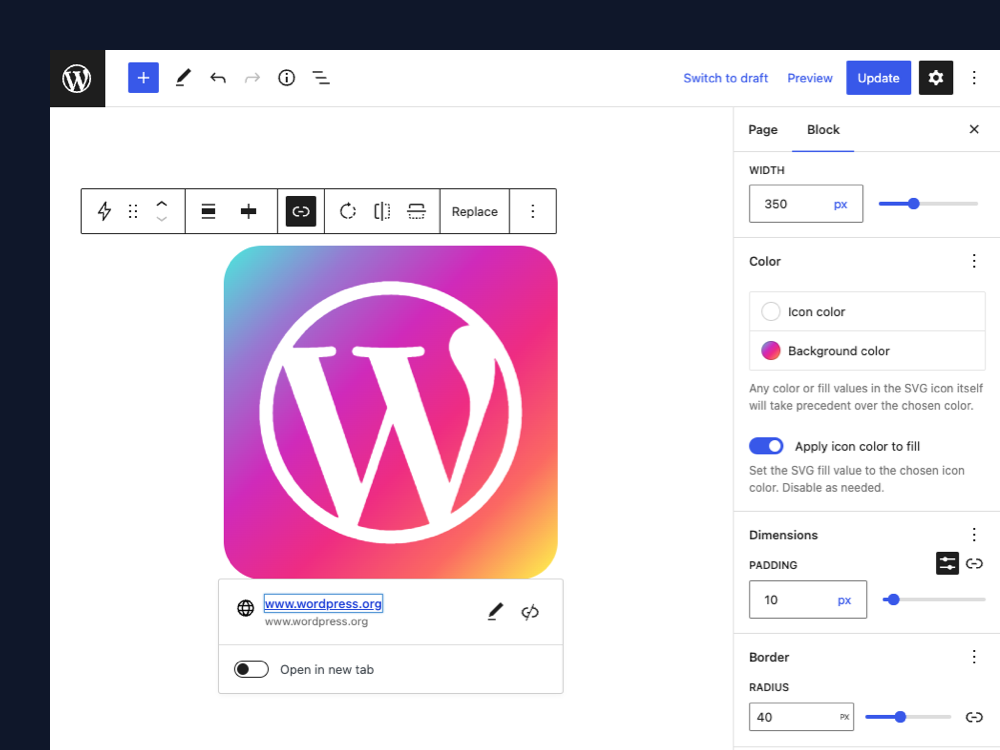 Switch to draft
Preview
Update
Page
Block
WIDTH
350
px
Replace
Color
Icon color
Background color
Any color or fill values in the SVG icon itself
will take precedent over the chosen color.
Apply icon color to fill
Set the SVG fill value to the chosen icon
color. Disable as needed.
Dimensions
PADDING
10
px
www.wordpress.org
www.wordpress.org
Open in new tab
Border
RADIUS
40
PX